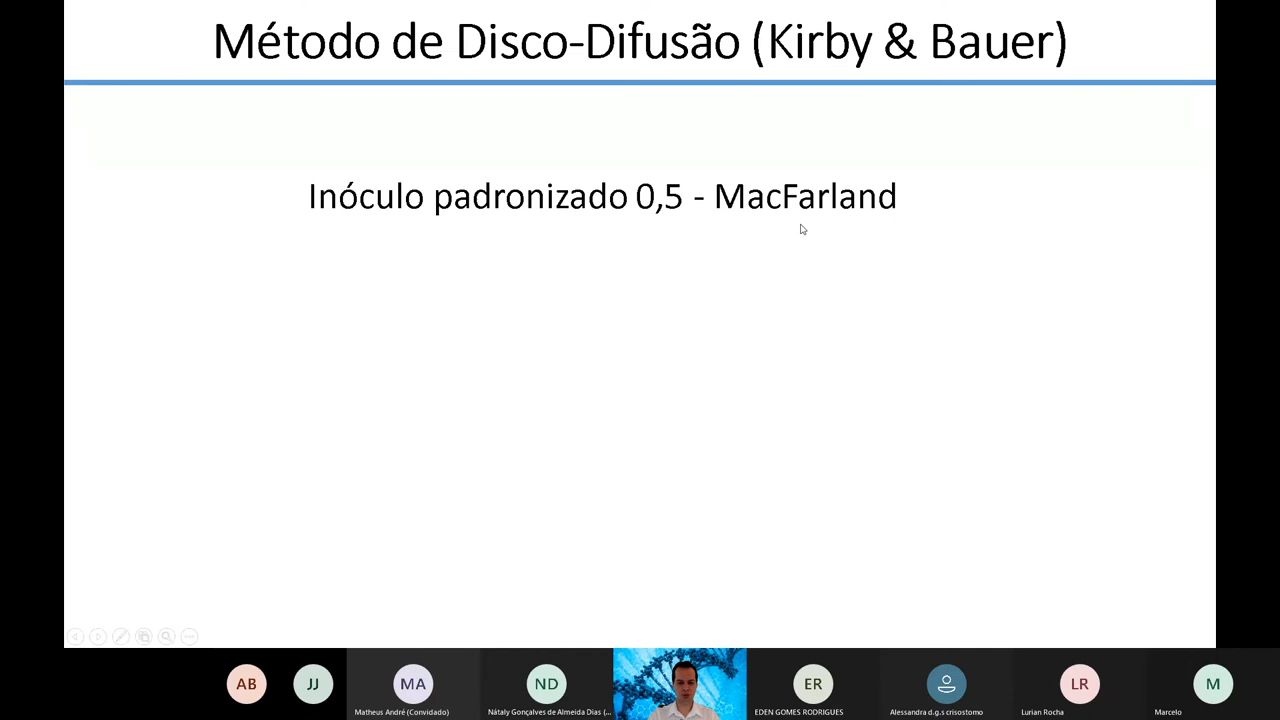 Método de Disco-Difusão (Kirby & Bauer)
Inóculo padronizado 0,5 - MacFarland
AB
JJ
MA
ND
ER
LR
M
Matheus André (Convidado)
Nátaly Gonçalves de Almeida Dias (...
EDEN GOMES RODRIGUES
Alessandra d.g.s crisostomo
Lurian Rocha
Marcelo